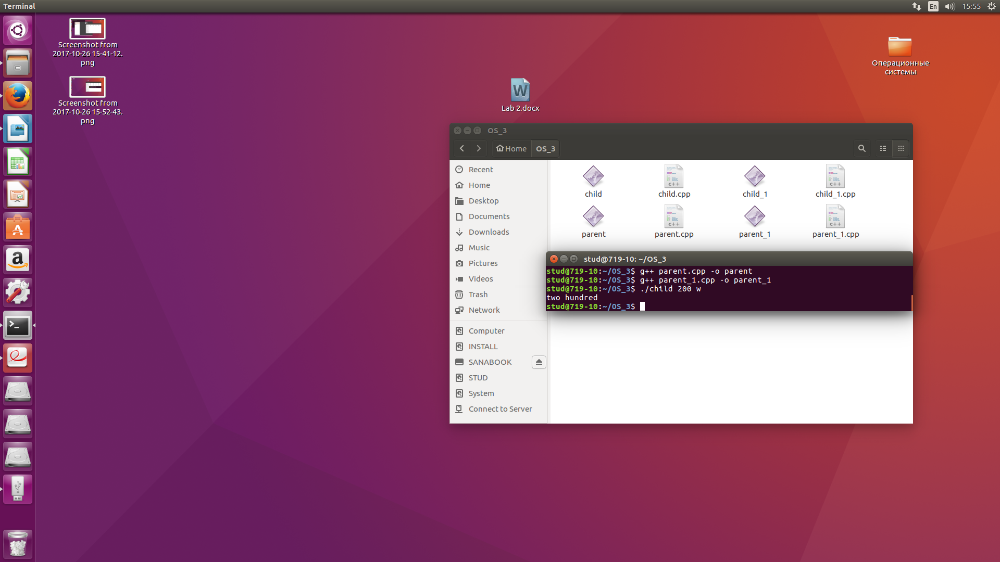 Terminal
En
15:55
Screenshot from
2017-10-26 15-41-12.
png
Screenshot from
2017-10-26 15-52-43.
png
Операционные
системы
W
Lab 2.docx
OS_3
Home
OS_3
Recent
Home
Desktop
Documents
Downloads
Music
Pictures
Videos
Trash
Network
Computer
INSTALL
SANABOOK
STUD
System
Connect to Server
c++
c++
child
child.cpp
child_1
child_1.cpp
c++
c++
parent
parent.cpp
parent_1
parent_1.cpp
stud@719-10: ~/OS_3
stud@719-10:~/OS_3$ g++ parent.cpp -o parent
stud@719-10:~/OS_3$ g++ parent_1.cpp -o parent_1
stud@719-10:~/OS_3$ ./child 200 w
two hundred
stud@719-10:~/OS_3$